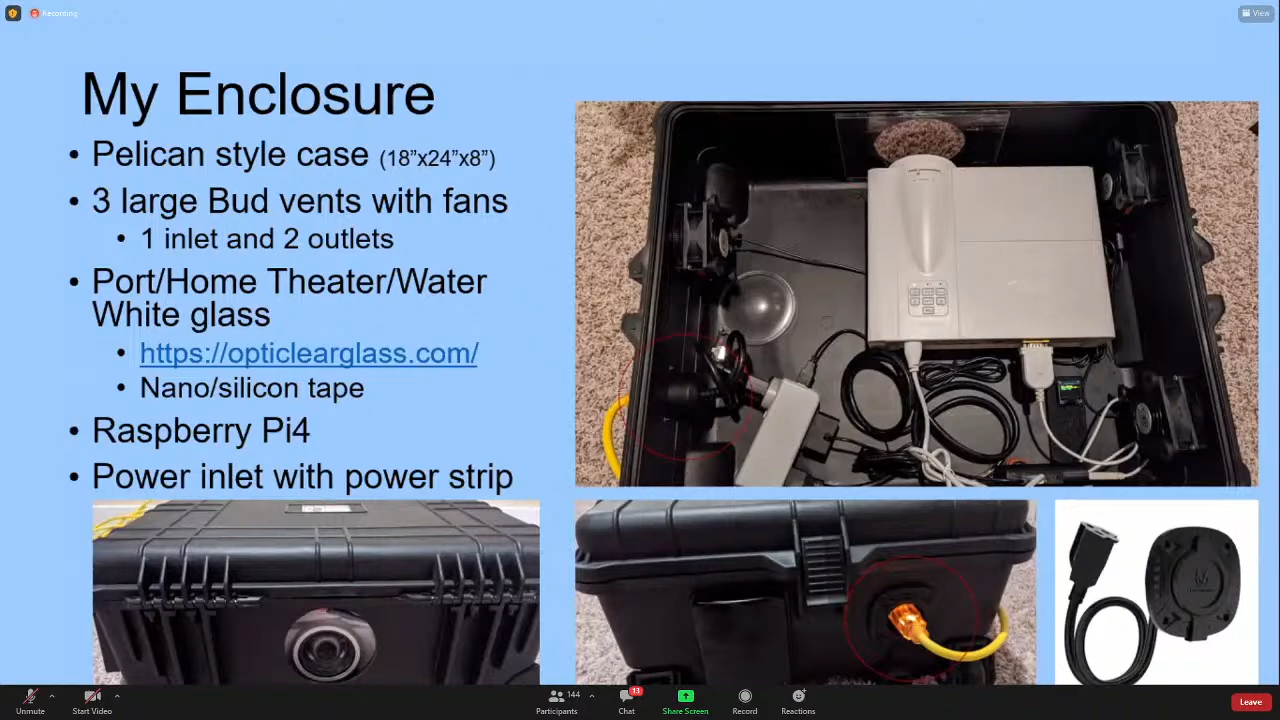 Recording
View
My Enclosure
• Pelican style case (18”x24”x8”)
• 3 large Bud vents with fans
• 1 inlet and 2 outlets
• Port/Home Theater/Water
White glass
• https://opticlearglass.com/
• Nano/silicon tape
• Raspberry Pi4
• Power inlet with power strip
Unmute
Start Video
144
Participants
13
Chat
Share Screen
Record
Reactions
Leave